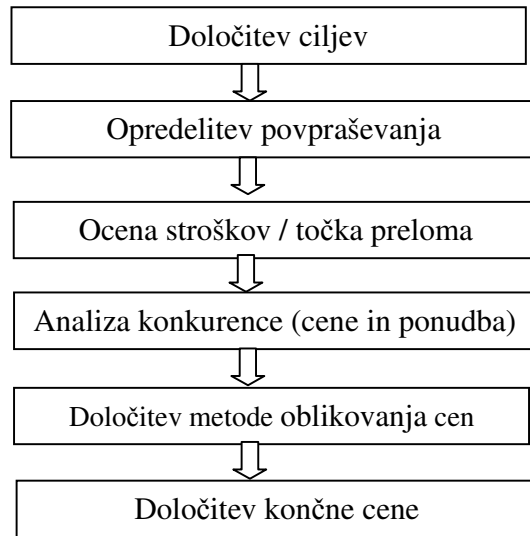 Določitev ciljev
Opredelitev povpraševanja
Ocena stroškov / točka preloma
Analiza konkurence (cene in ponudba)
Določitev metode oblikovanja cen
Določitev končne cene